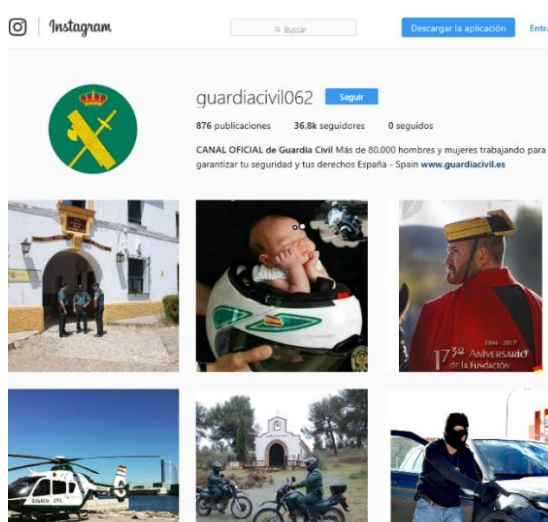 Instagram
Buscar
Descargar la aplicación
Entra
guardiacivil062 Seguir
876 publicaciones 36,8k seguidores 0 seguidos
CANAL OFICIAL de Guardia Civil Más de 80.000 hombres y mujeres trabajando para
garantizar tu seguridad y tus derechos España - Spain www.guardiacivil.es
1844 - 2017
173º ANIVERSARIO
DE LA FUNDACIÓN
GUARDIA CIVIL